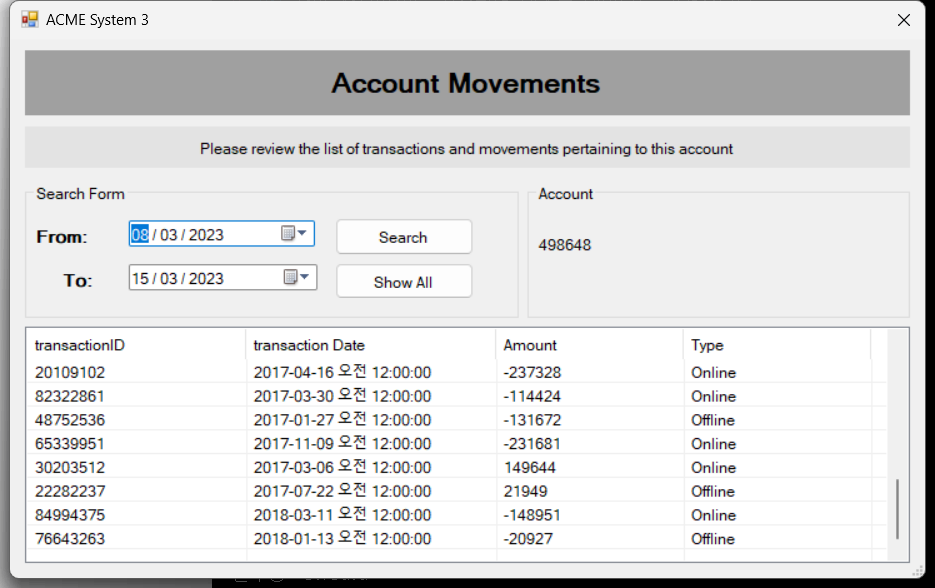 ACME System 3
Account Movements
Please review the list of transactions and movements pertaining to this account
Search Form
From: 08 / 03 / 2023 Search
To: 15 / 03 / 2023 Show All
Account
498648
transactionID transaction Date Amount Type
20109102 2017-04-16 오전 12:00:00 -237328 Online
82322861 2017-03-30 오전 12:00:00 -114424 Online
48752536 2017-01-27 오전 12:00:00 -131672 Offline
65339951 2017-11-09 오전 12:00:00 -231681 Online
30203512 2017-03-06 오전 12:00:00 149644 Online
22282237 2017-07-22 오전 12:00:00 21949 Offline
84994375 2018-03-11 오전 12:00:00 -148951 Online
76643263 2018-01-13 오전 12:00:00 -20927 Offline